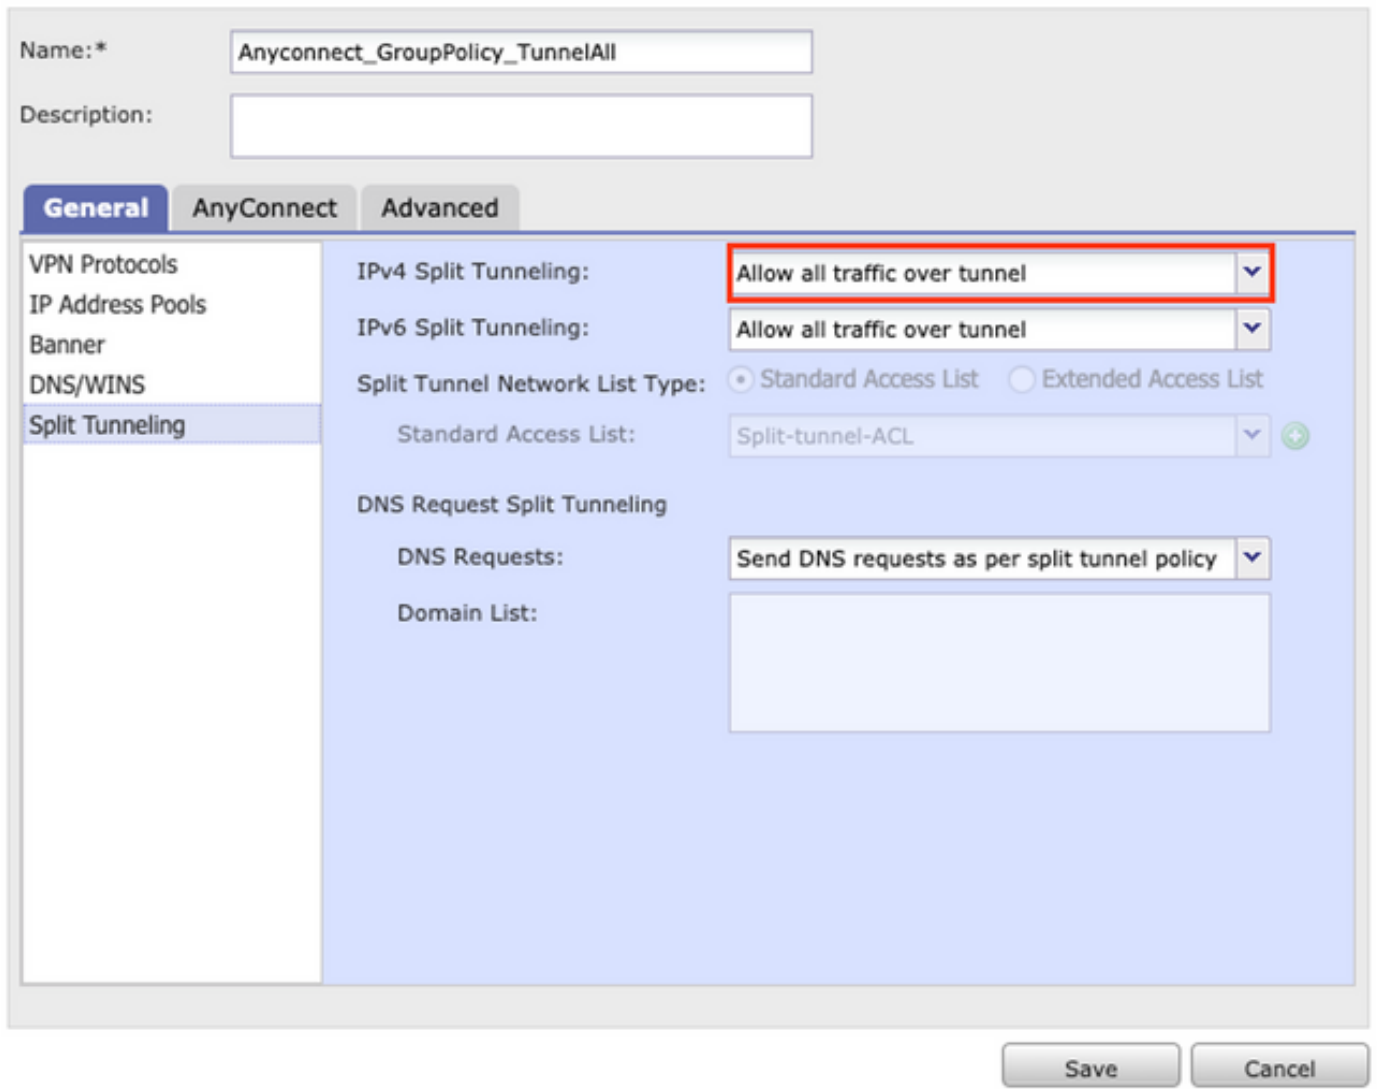 Name:* Anyconnect_GroupPolicy_TunnelAll
Description:
General AnyConnect Advanced
VPN Protocols
IP Address Pools
Banner
DNS/WINS
Split Tunneling
IPv4 Split Tunneling: Allow all traffic over tunnel
IPv6 Split Tunneling: Allow all traffic over tunnel
Split Tunnel Network List Type: Standard Access List Extended Access List
Standard Access List: Split-tunnel-ACL
DNS Request Split Tunneling
DNS Requests: Send DNS requests as per split tunnel policy
Domain List:
Save Cancel